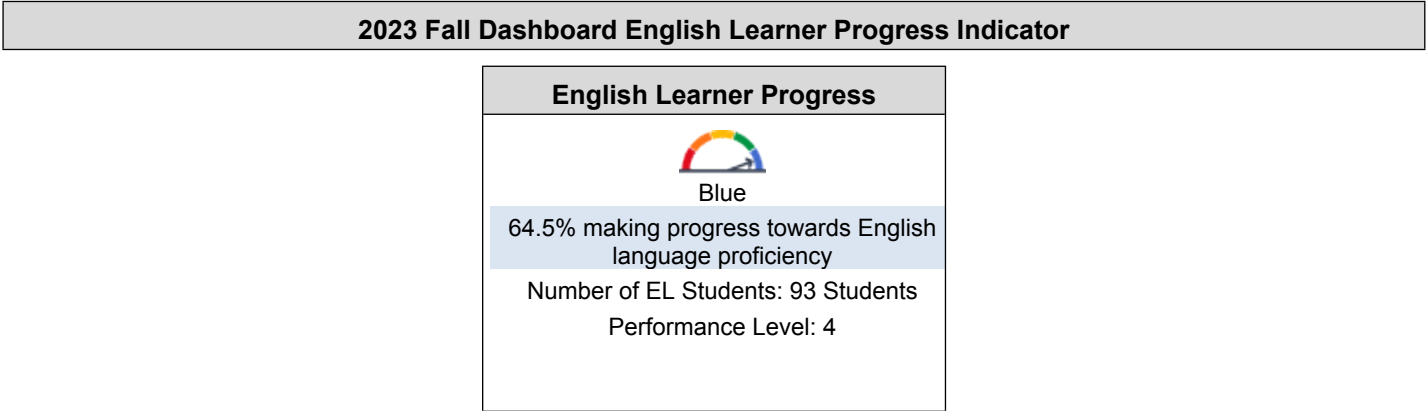 2023 Fall Dashboard English Learner Progress Indicator
English Learner Progress
Blue
64.5% making progress towards English
language proficiency
Number of EL Students: 93 Students
Performance Level: 4